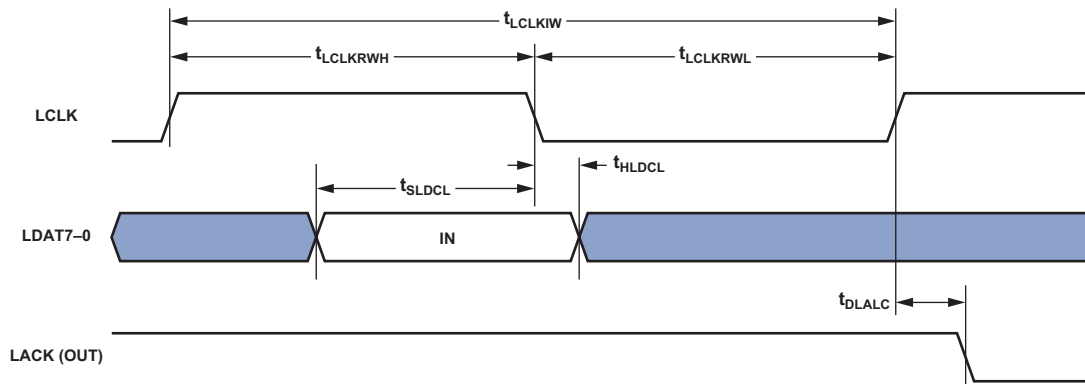 tLCLKIW
tLCLKRWH tLCLKRWL
LCLK
tHLDCL
tSLDCL
LDAT7–0 IN
tDLALC
LACK (OUT)